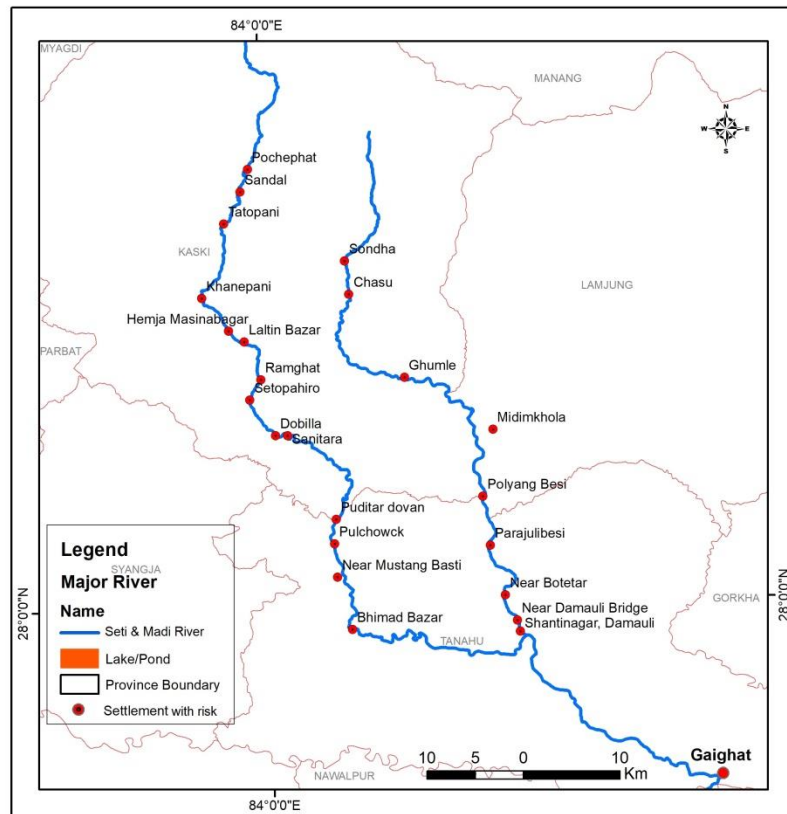 84°0'0"E
MYAGDI
MANANG
N
W E
S
Pochephat
Sandal
Tatopani
KASKI
Sondha
Chasu
LAMJUNG
Khanepani
Hemja Masinabagar
Laltin Bazar
PARBAT
Ghumle
Ramghat
Setopahiro
Midimkhola
Dobilla
Senitara
Polyang Besi
Puditar dovan
Pulchowck
Parajulibesi
Near Mustang Basti
Near Botetar
GORKHA
28°0'0"N
28°0'0"N
Near Damauli Bridge
Shantinagar, Damauli
Bhimad Bazar
TANAHU
SYANGJA
Legend
Major River
Name
Seti & Madi River
Lake/Pond
Province Boundary
Settlement with risk
Gaighat
NAWALPUR
10 5 0 10
Km
84°0'0"E